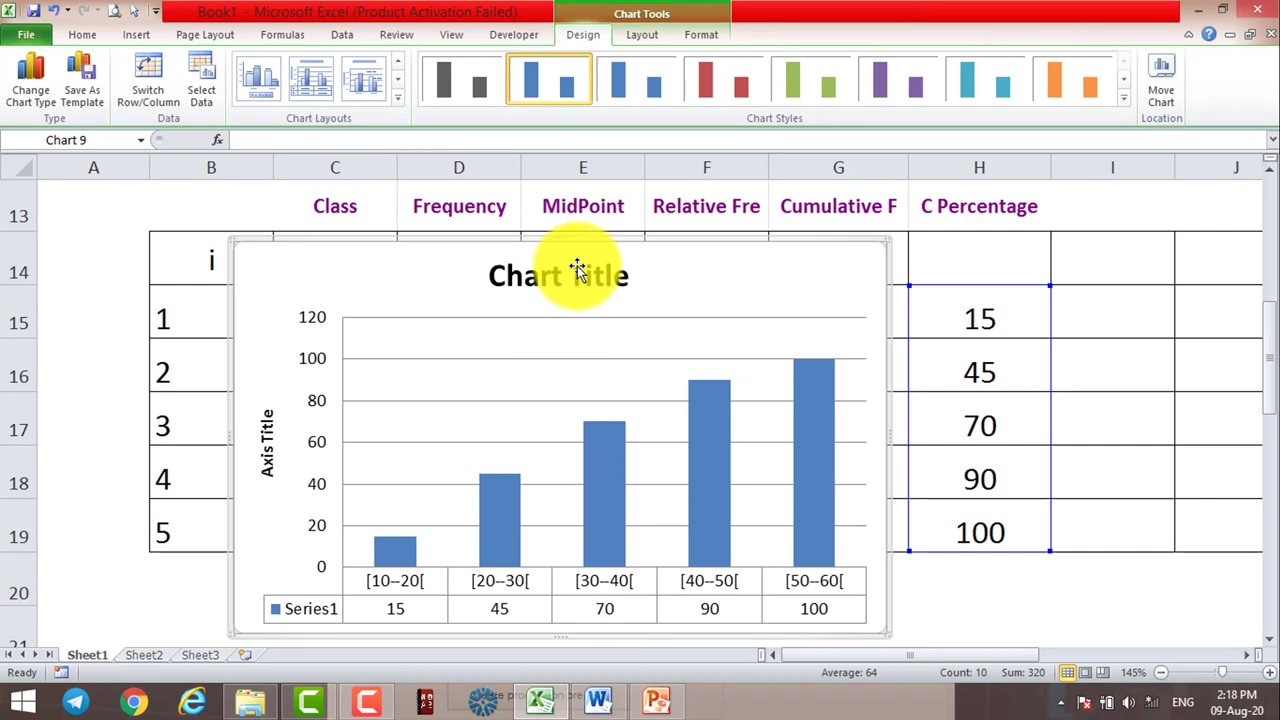 Book1 - Microsoft Excel (Product Activation Failed)
Chart Tools
File Home Insert Page Layout Formulas Data Review View Developer Design Layout Format
Change Chart Type
Save As Template
Switch Row/Column
Select Data
Move Chart
Type Data Chart Layouts Chart Styles Location
Chart 9 fx
A B C D E F G H I J
13 Class Frequency MidPoint Relative Fre Cumulative F C Percentage
14 i
15 1 15
16 2 45
17 3 70
18 4 90
19 5 100
20
21
Chart Title
Axis Title
120
100
80
60
40
20
0
[10--20[ [20--30[ [30--40[ [40--50[ [50--60[
Series1 15 45 70 90 100
Sheet1 Sheet2 Sheet3
Ready Average: 64 Count: 10 Sum: 320 145%
ENG 2:18 PM
09-Aug-20